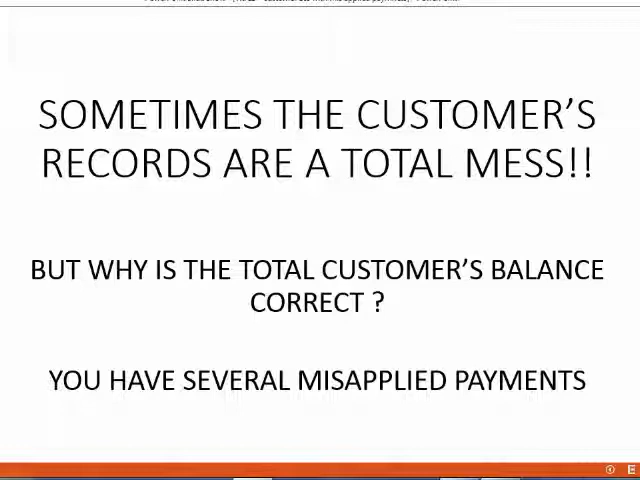 SOMETIMES THE CUSTOMER’S
RECORDS ARE A TOTAL MESS!!
BUT WHY IS THE TOTAL CUSTOMER’S BALANCE
CORRECT ?
YOU HAVE SEVERAL MISAPPLIED PAYMENTS